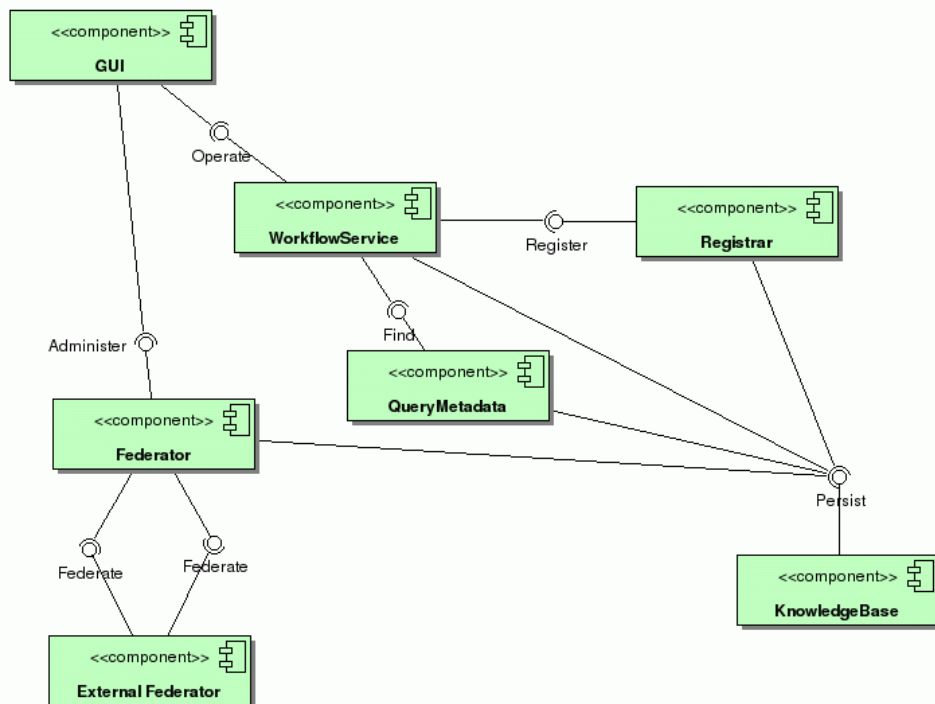 <<component>>
GUI
Operate
<<component>>
WorkflowService
<<component>>
Registrar
Register
Find
Administer
<<component>>
QueryMetadata
<<component>>
Federator
Persist
Federate
Federate
<<component>>
KnowledgeBase
<<component>>
External Federator